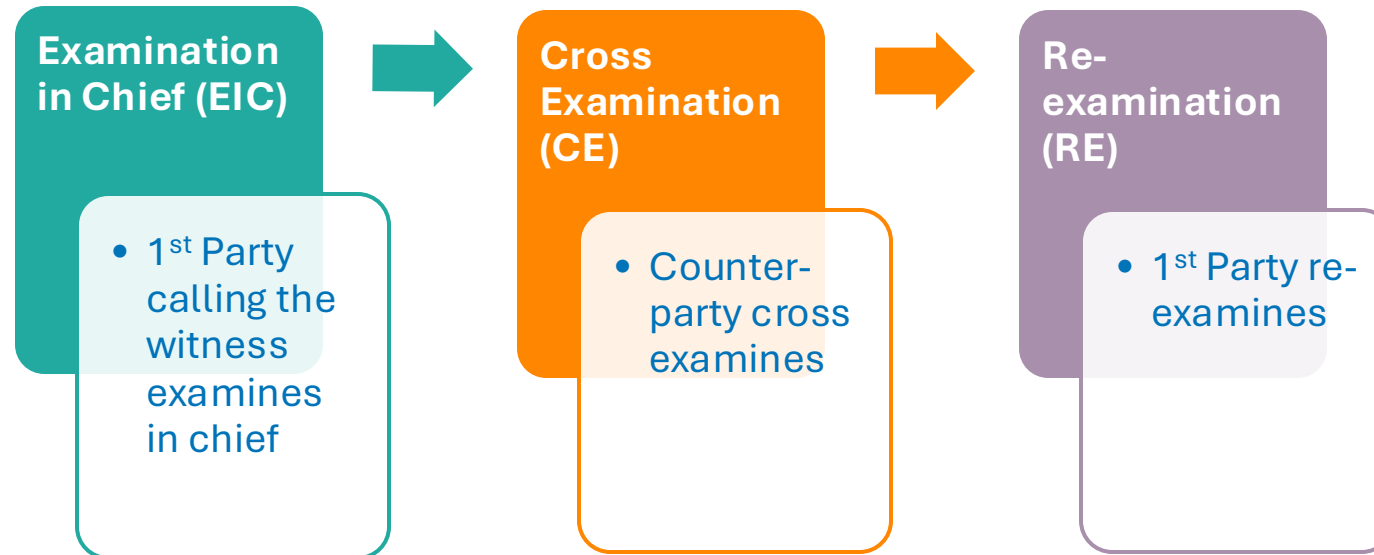 Examination
in Chief (EIC)
• 1st Party
calling the
witness
examines
in chief
Cross
Examination
(CE)
• Counter-
party cross
examines
Re-
examination
(RE)
• 1st Party re-
examines